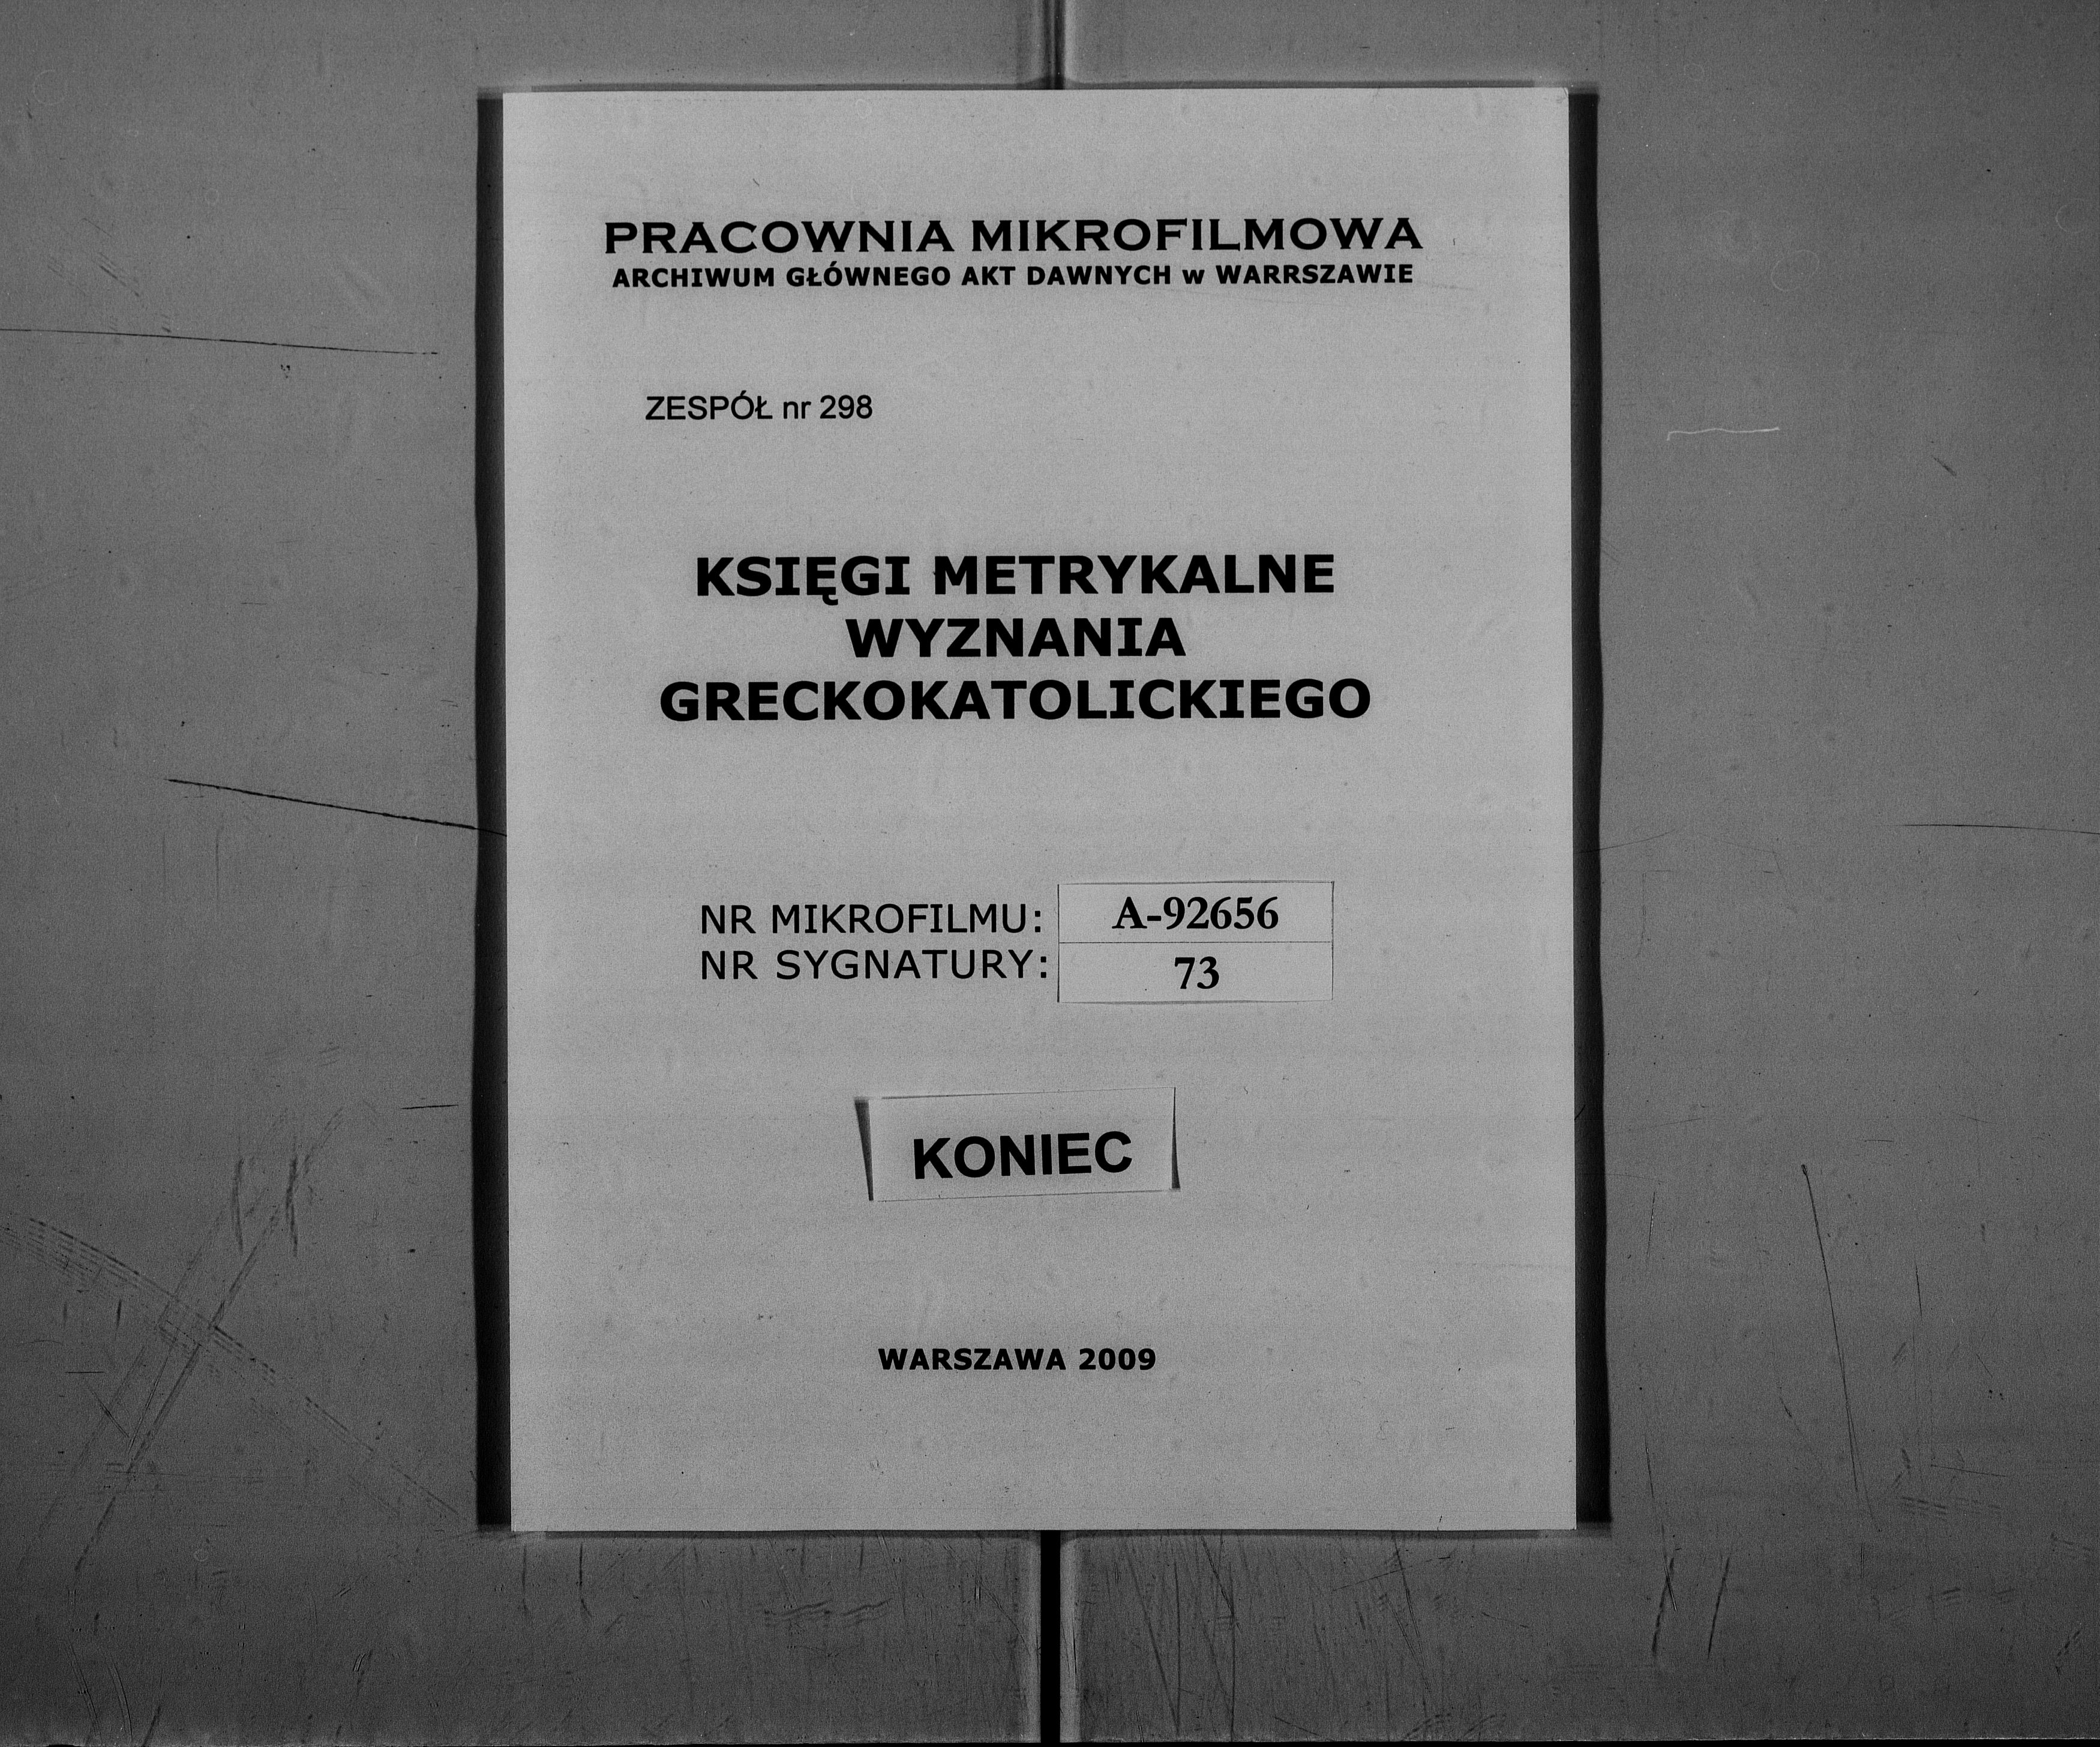 PRACOWNIA MIKROFILMOWA
ARCHIWUM GŁÓWNEGO AKT DAWNYCH w WARRSZAWIE
ZESPÓŁ nr 298
KSIĘGI METRYKALNE
WYZNANIA
GRECKOKATOLICKIEGO
NR MIKROFILMU: A-92656
NR SYGNATURY: 73
KONIEC
WARSZAWA 2009